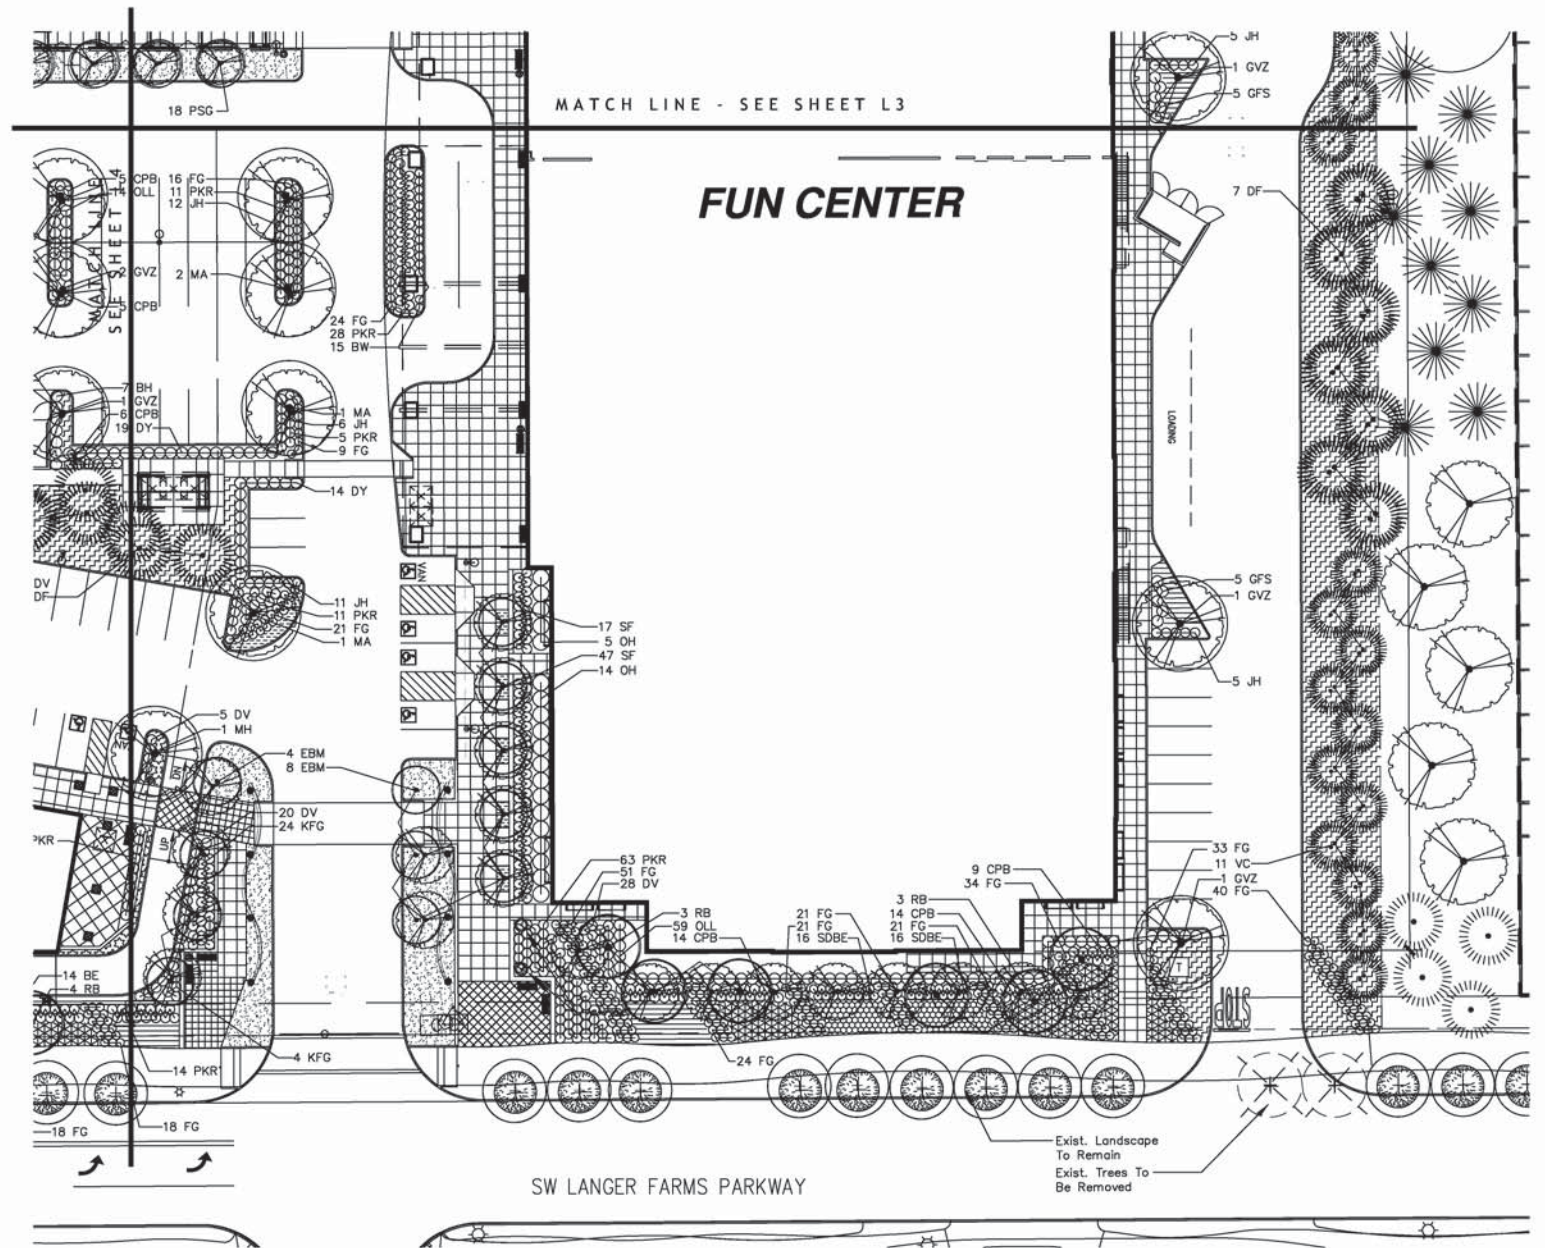 5 JH
1 GVZ
5 GFS
18 PSG
MATCH LINE - SEE SHEET L3
FUN CENTER
MATCH LINE
SEE SHEET 4
5 CPB
14 OLL
16 FG
11 PKR
12 JH
2 GVZ
2 MA
5 CPB
7 DF
24 FG
28 PKR
15 BW
7 BH
1 GVZ
6 CPB
19 DY
1 MA
6 JH
5 PKR
9 FG
14 DY
LOADING
VAN
DV
DF
11 JH
11 PKR
21 FG
1 MA
17 SF
5 OH
47 SF
14 OH
5 GFS
1 GVZ
5 JH
5 DV
1 MH
4 EBM
8 EBM
DN
20 DV
24 KFG
UP
PKR
63 PKR
51 FG
28 DV
3 RB
59 OLL
14 CPB
21 FG
21 FG
16 SDBE
9 CPB
34 FG
3 RB
14 CPB
21 FG
16 SDBE
33 FG
11 VC
1 GVZ
40 FG
T
STOP
14 BE
4 RB
4 KFG
14 PKR
24 FG
18 FG
18 FG
Exist. Landscape
To Remain
Exist. Trees To
Be Removed
SW LANGER FARMS PARKWAY